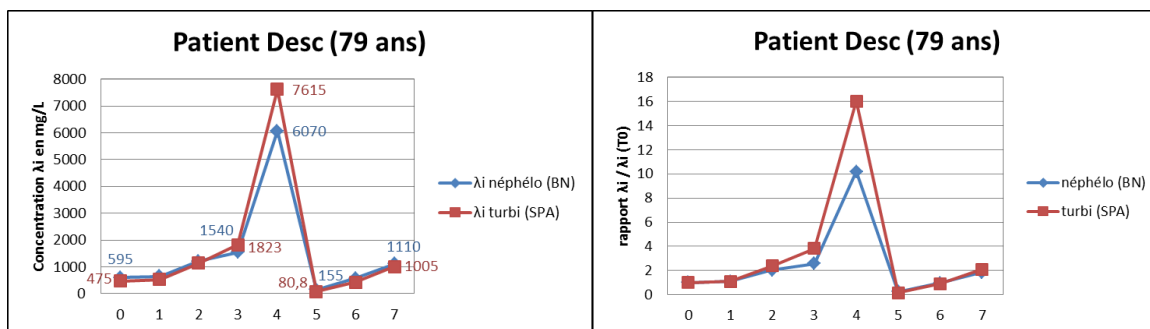 Patient Desc (79 ans)
Concentration λi en mg/L
8000
7000
6000
5000
4000
3000
2000
1000
0
0 1 2 3 4 5 6 7
595
475
1540
1823
7615
6070
80,8
155
1110
1005
λi néphélo (BN)
λi turbi (SPA)
Patient Desc (79 ans)
rapport λi / λi (T0)
18
16
14
12
10
8
6
4
2
0
0 1 2 3 4 5 6 7
néphélo (BN)
turbi (SPA)